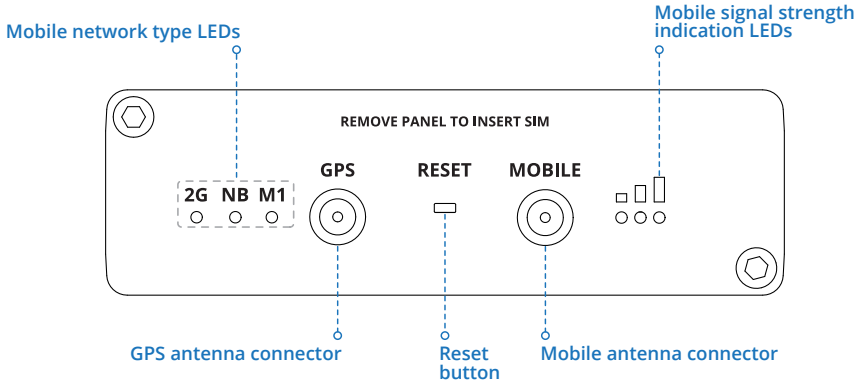 Mobile signal strength
indication LEDs
Mobile network type LEDs
REMOVE PANEL TO INSERT SIM
GPS RESET MOBILE
2G NB M1
GPS antenna connector
Reset
button
Mobile antenna connector